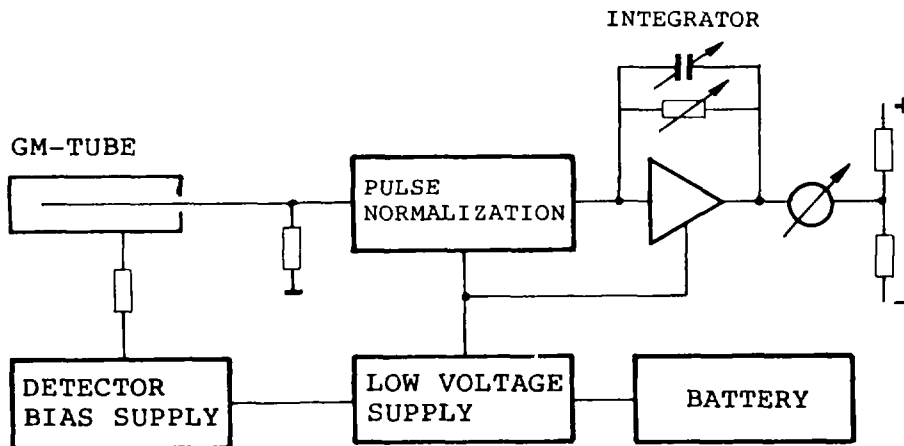 INTEGRATOR
GM-TUBE
PULSE
NORMALIZATION
+
-
DETECTOR
BIAS SUPPLY
LOW VOLTAGE
SUPPLY
BATTERY